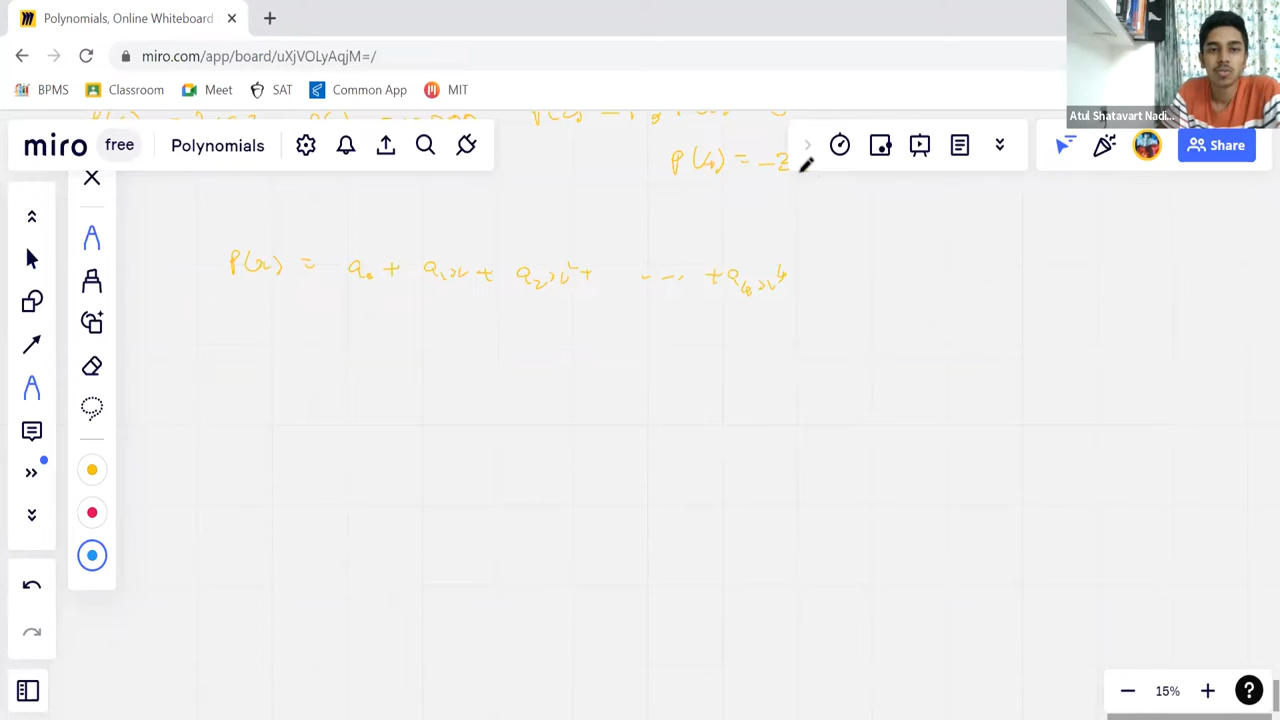 Polynomials, Online Whiteboard
miro.com/app/board/uXjVOLyAqjM=/
BPMS Classroom Meet SAT Common App MIT
Atul Shatavart Nadi...
miro free Polynomials
Share
P(4) = -2
P(x) = a₀ + a₁x + a₂x² + ---- + a₄x⁴
15%